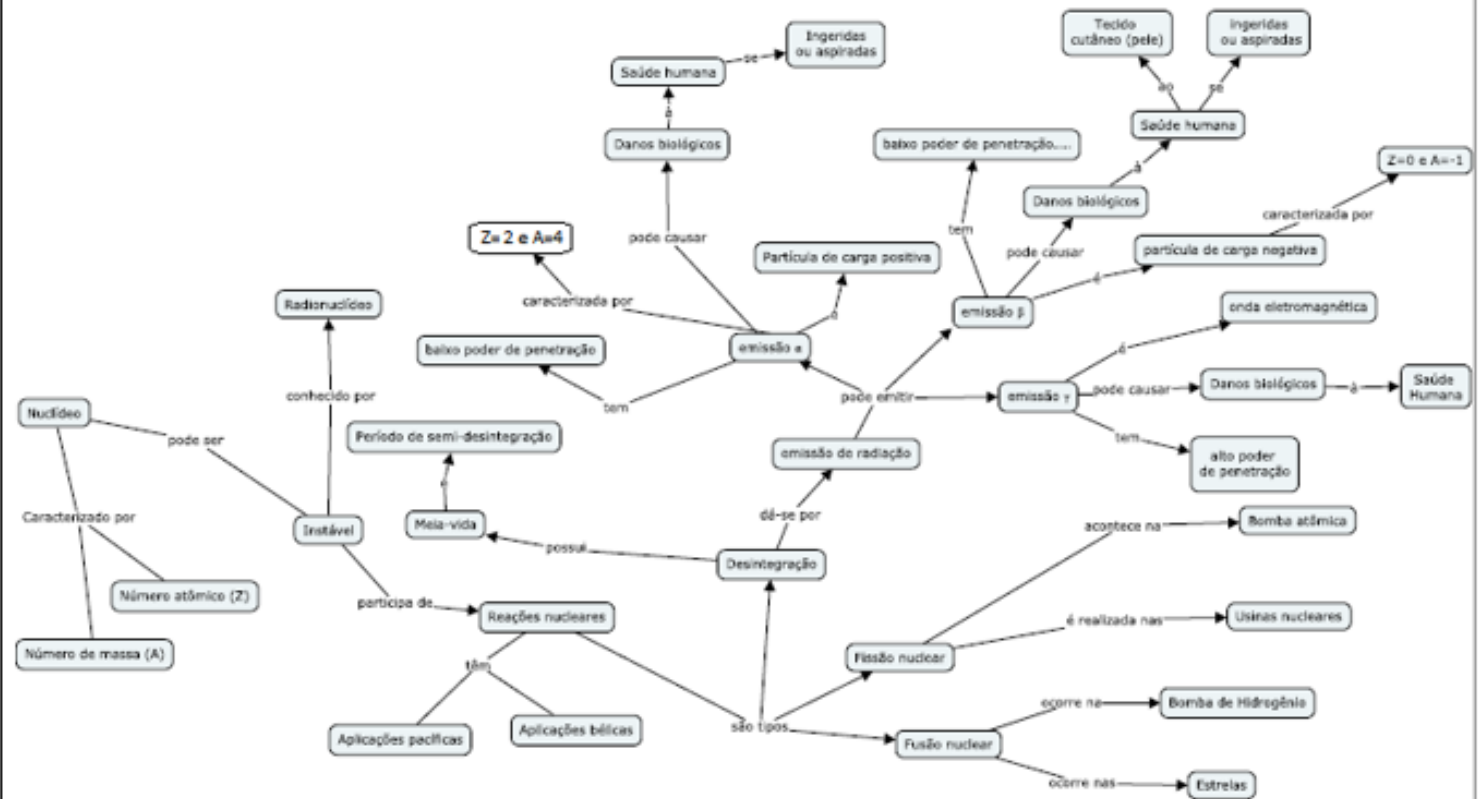 Ingeridas
ou aspiradas
se
Saúde humana
à
Danos biológicos
pode causar
Z= 2 e A=4
caracterizada por
Partícula de carga positiva
emissão α
baixo poder de penetração
tem
Tecido
cutâneo (pele)
ingeridas
ou aspiradas
ao
se
Saúde humana
à
baixo poder de penetração....
Danos biológicos
tem
pode causar
Z=0 e A=-1
caracterizada por
partícula de carga negativa
é
emissão β
onda eletromagnética
é
emissão γ
pode causar
Danos biológicos
à
Saúde
Humana
tem
alto poder
de penetração
pode emitir
emissão de radiação
dá-se por
Radionuclídeo
conhecido por
Nuclídeo
pode ser
Caracterizado por
Instável
Número atômico (Z)
Número de massa (A)
Período de semi-desintegração
Meia-vida
possui
Desintegração
participa de
Reações nucleares
têm
Aplicações pacíficas
Aplicações bélicas
são tipos
acontece na
Bomba atômica
é realizada nas
Usinas nucleares
Fissão nuclear
ocorre na
Bomba de Hidrogênio
Fusão nuclear
ocorre nas
Estrelas